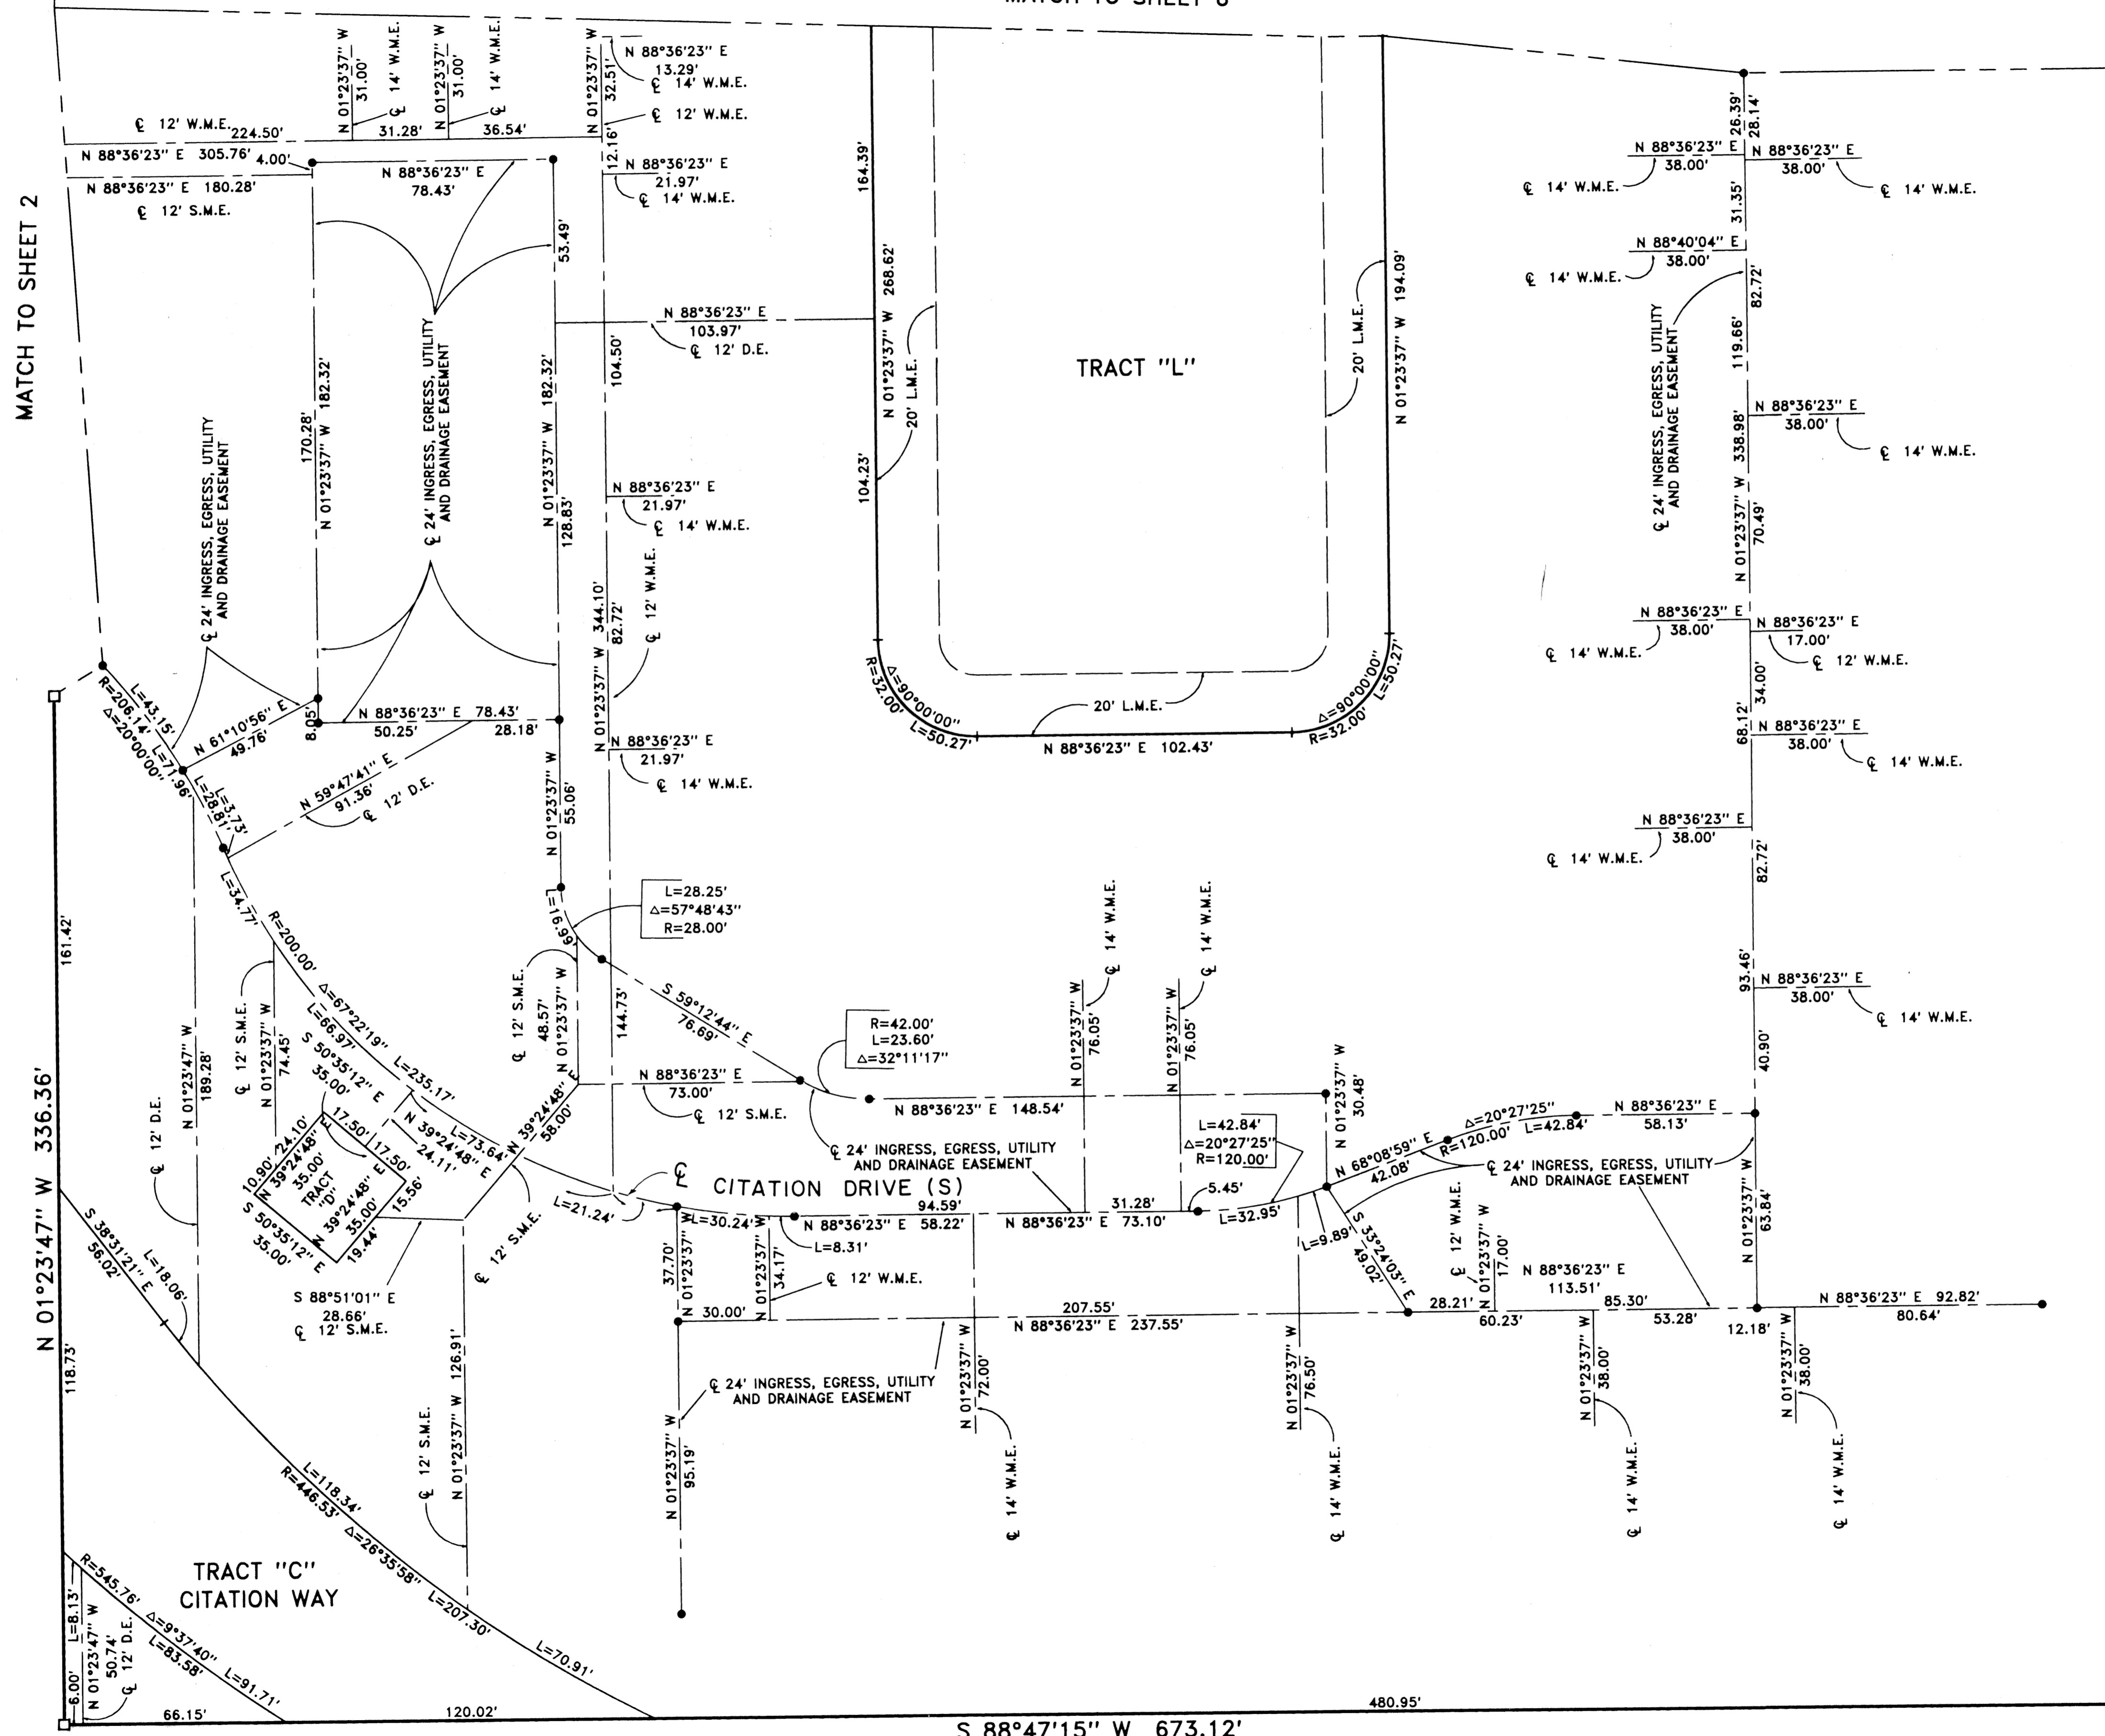 MATCH TO SHEET 2
N 01°23'37" W
31.00'
℄ 14' W.M.E.
N 01°23'37" W
31.00'
℄ 14' W.M.E.
N 01°23'37" W
32.51'
N 88°36'23" E
13.29'
℄ 14' W.M.E.
℄ 12' W.M.E.
℄ 12' W.M.E.
224.50'
31.28'
36.54'
12.16'
N 88°36'23" E 305.76'
4.00'
N 88°36'23" E
78.43'
N 88°36'23" E
21.97'
℄ 14' W.M.E.
N 88°36'23" E 180.28'
℄ 12' S.M.E.
53.49'
170.28'
N 01°23'37" W 182.32'
℄ 24' INGRESS, EGRESS, UTILITY
AND DRAINAGE EASEMENT
N 01°23'37" W 182.32'
128.83'
N 88°36'23" E
103.97'
℄ 12' D.E.
104.50'
164.39'
N 01°23'37" W 268.62'
104.23'
20' L.M.E.
TRACT "L"
20' L.M.E.
N 01°23'37" W 194.09'
R=32.00'
Δ=90°00'00"
L=50.27'
20' L.M.E.
N 88°36'23" E 102.43'
Δ=90°00'00"
R=32.00'
L=50.27'
26.39'
28.14'
N 88°36'23" E
38.00'
℄ 14' W.M.E.
N 88°36'23" E
38.00'
℄ 14' W.M.E.
31.35'
N 88°40'04" E
38.00'
℄ 14' W.M.E.
82.72'
119.66'
℄ 24' INGRESS, EGRESS, UTILITY
AND DRAINAGE EASEMENT
N 88°36'23" E
38.00'
℄ 14' W.M.E.
N 01°23'37" W 338.98'
70.49'
N 88°36'23" E
38.00'
℄ 14' W.M.E.
N 88°36'23" E
17.00'
℄ 12' W.M.E.
34.00'
68.12'
N 88°36'23" E
38.00'
℄ 14' W.M.E.
N 88°36'23" E
38.00'
℄ 14' W.M.E.
82.72'
93.46'
N 88°36'23" E
38.00'
℄ 14' W.M.E.
40.90'
N 88°36'23" E
21.97'
℄ 14' W.M.E.
℄ 12' W.M.E.
N 01°23'37" W 344.10'
82.72'
N 88°36'23" E
21.97'
℄ 14' W.M.E.
℄ 24' INGRESS, EGRESS, UTILITY
AND DRAINAGE EASEMENT
L=43.15'
R=206.14'
Δ=20°00'00"
L=71.96'
N 61°10'56" E
49.76'
8.05'
N 88°36'23" E 78.43'
50.25'
28.18'
L=3.73'
L=28.81'
N 59°47'41" E
91.36'
℄ 12' D.E.
N 01°23'37" W
55.06'
L=16.99'
L=28.25'
Δ=57°48'43"
R=28.00'
161.42'
L=34.77'
R=200.00'
Δ=67°22'19"
L=66.97'
L=235.17'
L=73.64'
℄ 12' S.M.E.
N 01°23'37" W
74.45'
N 01°23'47" W
189.28'
℄ 12' D.E.
℄ 12' S.M.E.
48.57'
N 01°23'37" W
144.73'
S 59°12'44" E
76.69'
R=42.00'
L=23.60'
Δ=32°11'17"
N 88°36'23" E
73.00'
℄ 12' S.M.E.
N 39°24'48" E
58.00'
S 50°35'12" E
35.00'
N 39°24'48" E
24.11'
17.50'
17.50'
24.10'
10.90'
N 39°24'48" E
35.00'
TRACT
"D"
N 39°24'48" E
35.00'
15.56'
19.44'
S 50°35'12" E
35.00'
S 88°51'01" E
28.66'
℄ 12' S.M.E.
℄ 12' S.M.E.
N 88°36'23" E 148.54'
℄ 24' INGRESS, EGRESS, UTILITY
AND DRAINAGE EASEMENT
N 01°23'37" W
76.05'
℄ 14' W.M.E.
N 01°23'37" W
76.05'
℄ 14' W.M.E.
N 01°23'37" W
30.48'
L=42.84'
Δ=20°27'25"
R=120.00'
℄
CITATION DRIVE (S)
L=21.24'
L=30.24'
94.59'
N 88°36'23" E 58.22'
31.28'
N 88°36'23" E 73.10'
5.45'
L=32.95'
L=9.89'
L=8.31'
37.70'
N 01°23'37" W
N 01°23'37" W
34.17'
℄ 12' W.M.E.
N 68°08'59" E
42.08'
Δ=20°27'25"
R=120.00'
L=42.84'
N 88°36'23" E
58.13'
℄ 24' INGRESS, EGRESS, UTILITY
AND DRAINAGE EASEMENT
S 33°24'03" E
49.02'
℄ 12' W.M.E.
N 01°23'37" W
17.00'
N 01°23'37" W
63.84'
N 88°36'23" E
113.51'
30.00'
207.55'
N 88°36'23" E 237.55'
28.21'
60.23'
85.30'
53.28'
12.18'
N 88°36'23" E 92.82'
80.64'
℄ 24' INGRESS, EGRESS, UTILITY
AND DRAINAGE EASEMENT
N 01°23'37" W
95.19'
N 01°23'37" W
72.00'
℄ 14' W.M.E.
N 01°23'37" W
76.50'
℄ 14' W.M.E.
N 01°23'37" W
38.00'
℄ 14' W.M.E.
N 01°23'37" W
38.00'
℄ 14' W.M.E.
N 01°23'47" W 336.36'
118.73'
S 38°31'21" E
56.02'
L=18.06'
L=118.34'
R=446.53'
Δ=26°35'58"
L=207.30'
L=70.91'
℄ 12' S.M.E.
N 01°23'37" W 126.91'
TRACT "C"
CITATION WAY
R=545.76'
Δ=9°37'40"
L=83.58'
L=91.71'
L=8.13'
6.00'
N 01°23'47" W
50.74'
℄ 12' D.E.
66.15'
120.02'
480.95'
S 88°47'15" W 673.12'